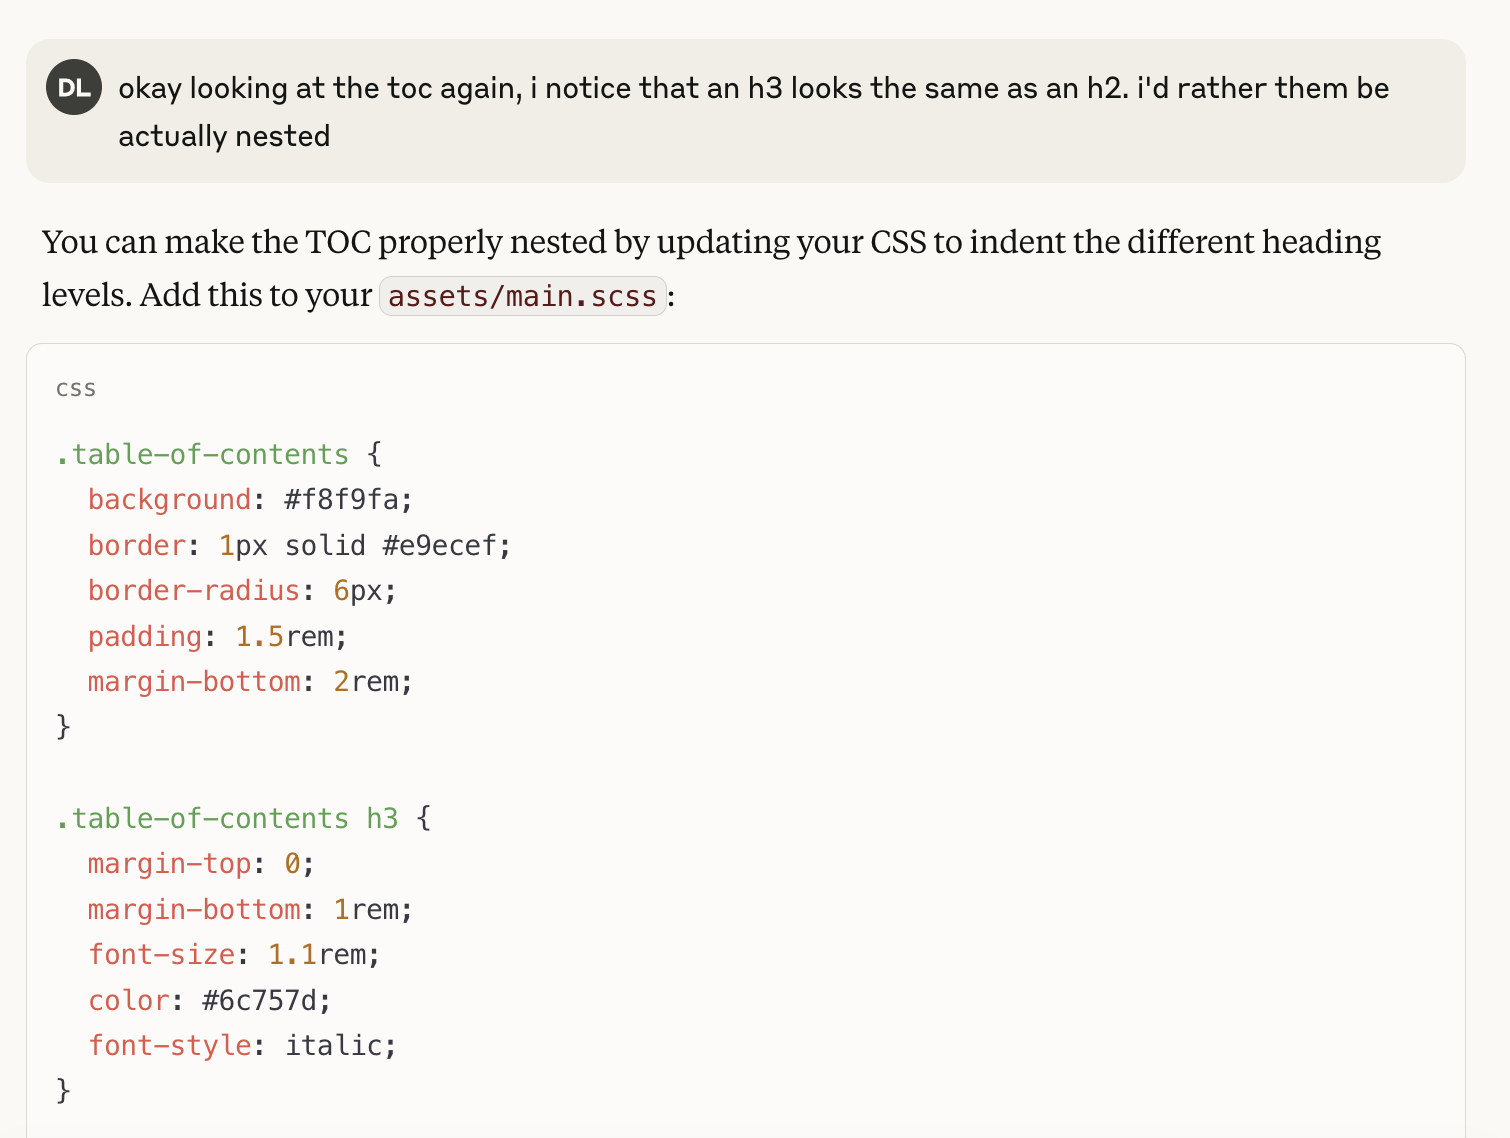 DL
okay looking at the toc again, i notice that an h3 looks the same as an h2. i'd rather them be
actually nested
You can make the TOC properly nested by updating your CSS to indent the different heading
levels. Add this to your assets/main.scss:
css
.table-of-contents {
  background: #f8f9fa;
  border: 1px solid #e9ecef;
  border-radius: 6px;
  padding: 1.5rem;
  margin-bottom: 2rem;
}
.table-of-contents h3 {
  margin-top: 0;
  margin-bottom: 1rem;
  font-size: 1.1rem;
  color: #6c757d;
  font-style: italic;
}